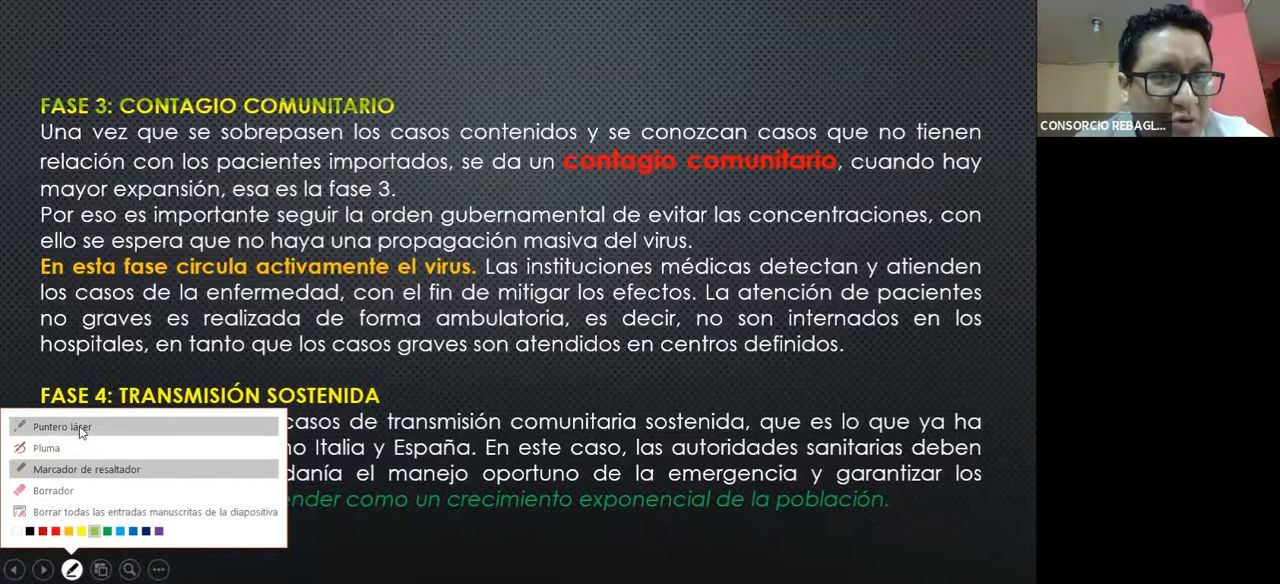 FASE 3: CONTAGIO COMUNITARIO
Una vez que se sobrepasen los casos contenidos y se conozcan casos que no tienen
relación con los pacientes importados, se da un contagio comunitario, cuando hay
mayor expansión, esa es la fase 3.
Por eso es importante seguir la orden gubernamental de evitar las concentraciones, con
ello se espera que no haya una propagación masiva del virus.
En esta fase circula activamente el virus. Las instituciones médicas detectan y atienden
los casos de la enfermedad, con el fin de mitigar los efectos. La atención de pacientes
no graves es realizada de forma ambulatoria, es decir, no son internados en los
hospitales, en tanto que los casos graves son atendidos en centros definidos.
FASE 4: TRANSMISIÓN SOSTENIDA
casos de transmisión comunitaria sostenida, que es lo que ya ha
Italia y España. En este caso, las autoridades sanitarias deben
el manejo oportuno de la emergencia y garantizar los
como un crecimiento exponencial de la población.
Puntero láser
Pluma
Marcador de resaltador
Borrador
Borrar todas las entradas manuscritas de la diapositiva
CONSORCIO REBAGL...